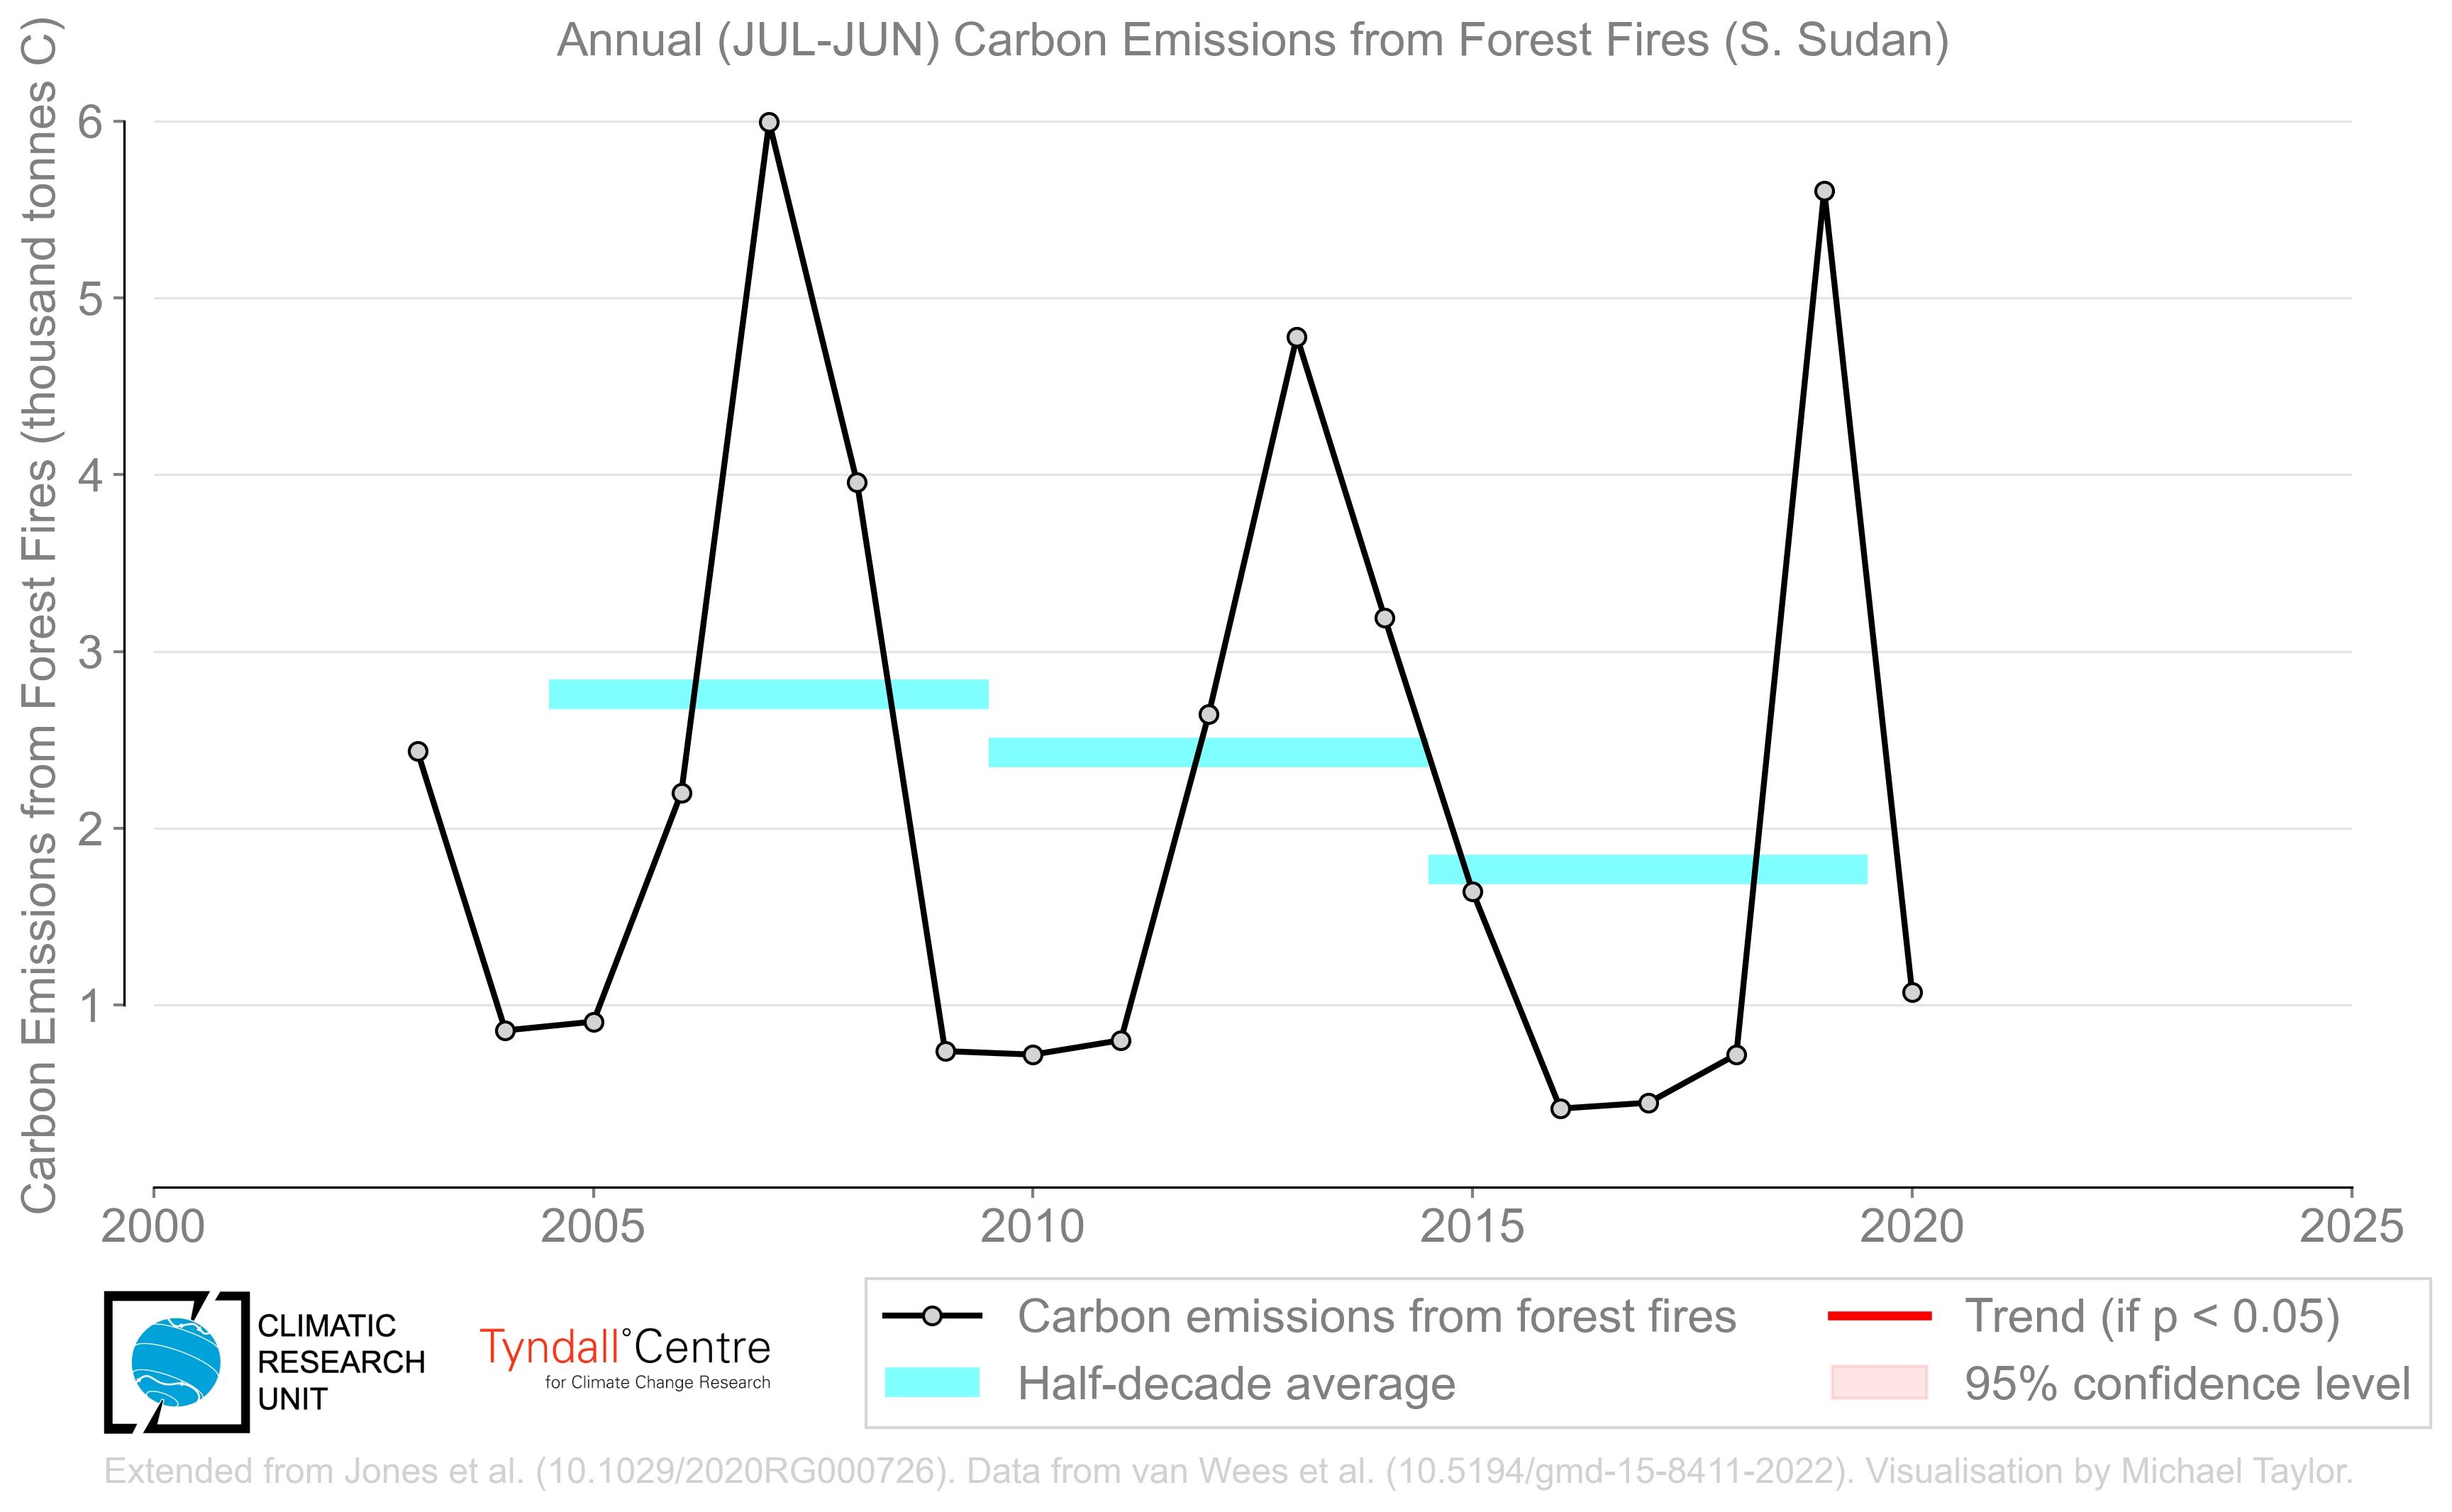 Annual (JUL-JUN) Carbon Emissions from Forest Fires (S. Sudan)
Carbon Emissions from Forest Fires (thousand tonnes C)
6
5
4
3
2
1
2000 2005 2010 2015 2020 2025
CLIMATIC
RESEARCH
UNIT
Tyndall°Centre
for Climate Change Research
Carbon emissions from forest fires
Half-decade average
Trend (if p < 0.05)
95% confidence level
Extended from Jones et al. (10.1029/2020RG000726). Data from van Wees et al. (10.5194/gmd-15-8411-2022). Visualisation by Michael Taylor.